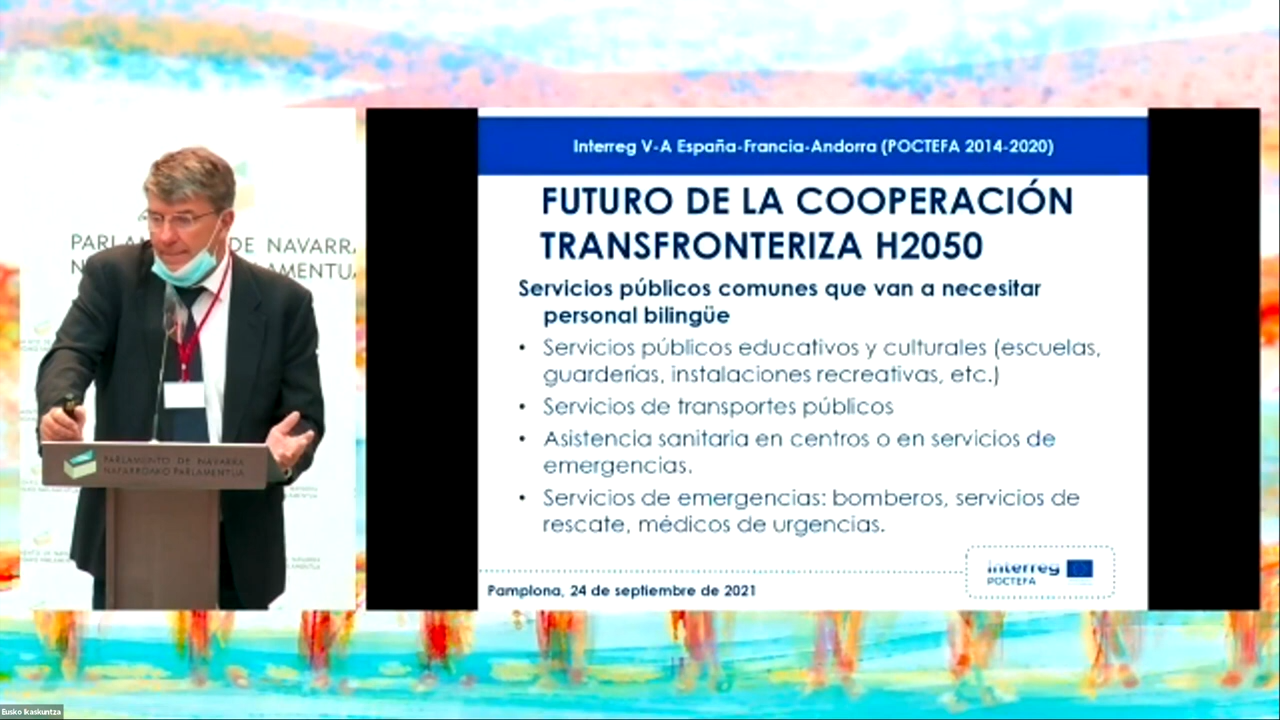 Interreg V-A España-Francia-Andorra (POCTEFA 2014-2020)
FUTURO DE LA COOPERACIÓN
TRANSFRONTERIZA H2050
Servicios públicos comunes que van a necesitar
personal bilingüe
• Servicios públicos educativos y culturales (escuelas,
guarderías, instalaciones recreativas, etc.)
• Servicios de transportes públicos
• Asistencia sanitaria en centros o en servicios de
emergencias.
• Servicios de emergencias: bomberos, servicios de
rescate, médicos de urgencias.
Interreg
POCTEFA
Pamplona, 24 de septiembre de 2021
DE NAVARRA
PARLAMENTO DE NAVARRA
NAFARROAKO PARLAMENTUA
Eusko Ikaskuntza